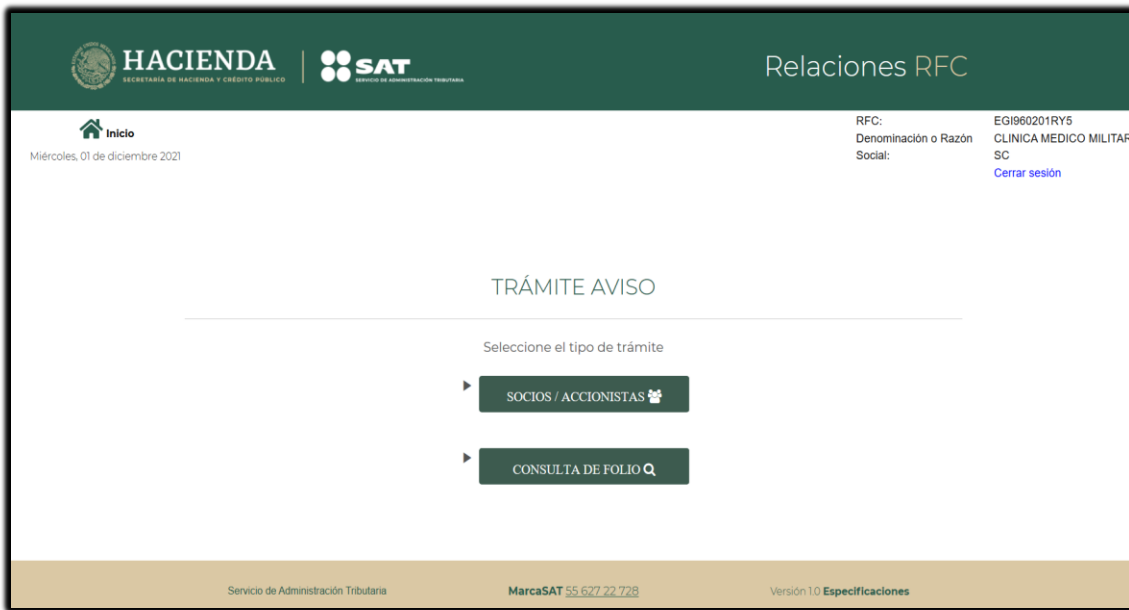 HACIENDA
SECRETARÍA DE HACIENDA Y CRÉDITO PÚBLICO
SAT
SERVICIO DE ADMINISTRACIÓN TRIBUTARIA
Relaciones RFC
Inicio
Miércoles, 01 de diciembre 2021
RFC: EGI960201RY5
Denominación o Razón Social: CLINICA MEDICO MILITAR SC
Cerrar sesión
TRÁMITE AVISO
Seleccione el tipo de trámite
SOCIOS / ACCIONISTAS
CONSULTA DE FOLIO
Servicio de Administración Tributaria
MarcaSAT 55 627 22 728
Versión 1.0 Especificaciones